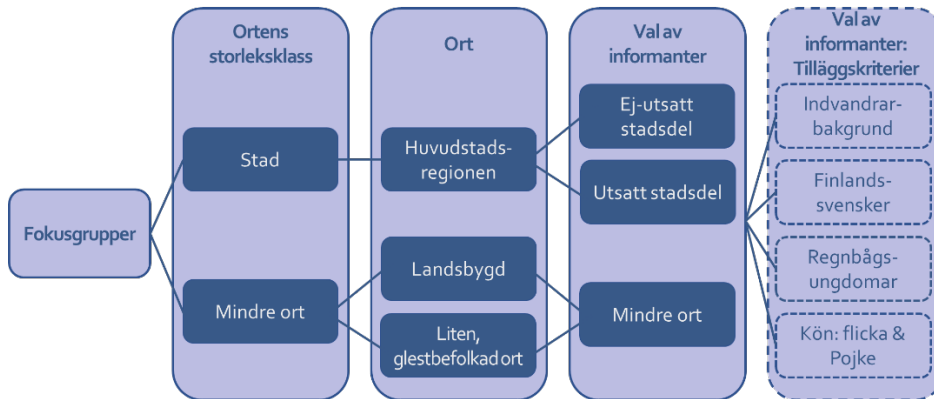 Fokusgrupper
Ortens
storleksklass
Stad
Mindre ort
Ort
Huvudstads-
regionen
Landsbygd
Liten,
glestbefolkad ort
Val av
informanter
Ej-utsatt
stadsdel
Utsatt stadsdel
Mindre ort
Val av
informanter:
Tilläggskriterier
Indvandrar-
bakgrund
Finlands-
svensker
Regnbågs-
ungdomar
Kön: flicka &
Pojke